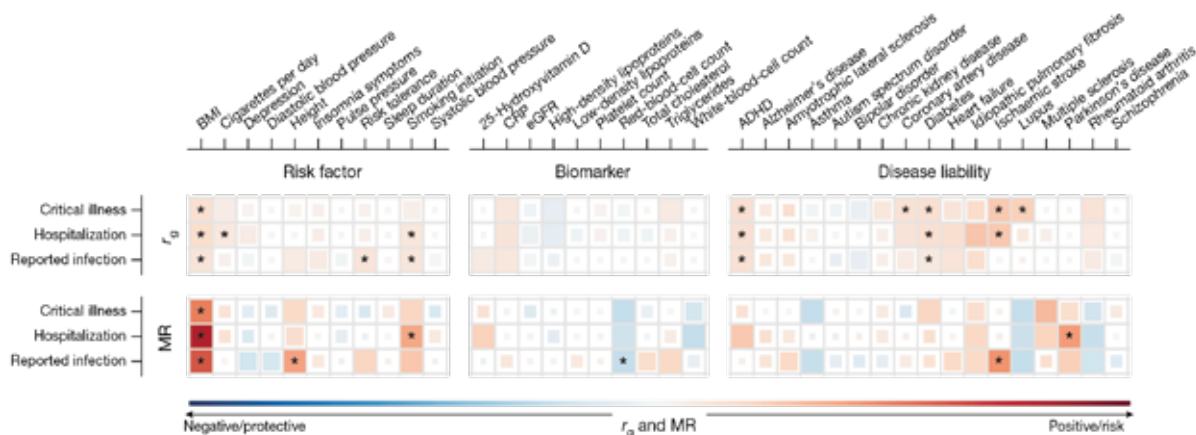 BMI
Cigarettes per day
Depression
Diastolic blood pressure
Height
Insomnia symptoms
Pulse pressure
Risk tolerance
Sleep duration
Smoking initiation
Systolic blood pressure
25-Hydroxyvitamin D
CRP
eGFR
High-density lipoproteins
Low-density lipoproteins
Platelet count
Red-blood-cell count
Total cholesterol
Triglycerides
White-blood-cell count
ADHD
Alzheimer's disease
Amyotrophic lateral sclerosis
Asthma
Autism spectrum disorder
Bipolar disorder
Chronic kidney disease
Coronary artery disease
Diabetes
Heart failure
Idiopathic pulmonary fibrosis
Ischaemic stroke
Lupus
Multiple sclerosis
Parkinson's disease
Rheumatoid arthritis
Schizophrenia
Risk factor Biomarker Disease liability
Critical illness
Hospitalization
Reported infection
rg
Critical illness
Hospitalization
Reported infection
MR
Negative/protective rg and MR Positive/risk